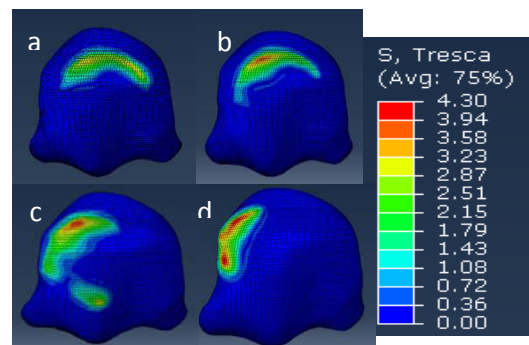 a
b
c
d
S, Tresca
(Avg: 75%)
4.30
3.94
3.58
3.23
2.87
2.51
2.15
1.79
1.43
1.08
0.72
0.36
0.00